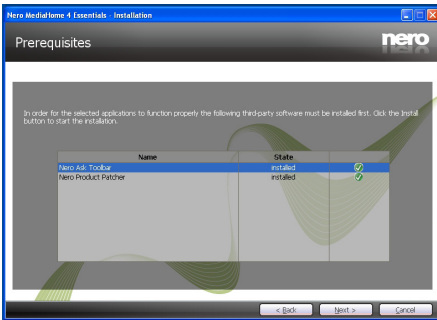 Nero MediaHome 4 Essentials - Installation
Prerequisites
nero
In order for the selected applications to function properly the following third-party software must be installed first. Click the Install
button to start the installation.
Name State
Nero Ask Toolbar installed
Nero Product Patcher installed
< Back Next > Cancel